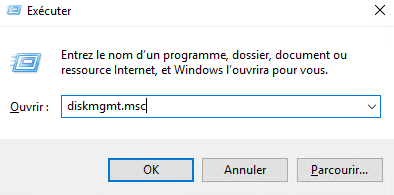 Exécuter
Entrez le nom d'un programme, dossier, document ou
ressource Internet, et Windows l'ouvrira pour vous.
Ouvrir : diskmgmt.msc
OK Annuler Parcourir...